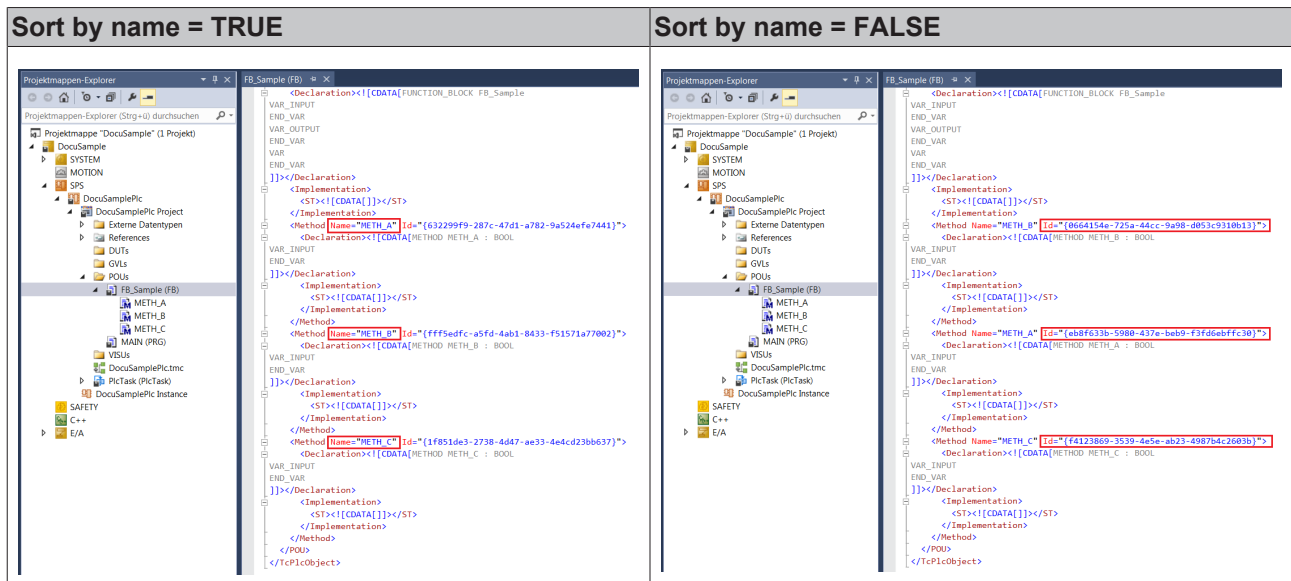 Sort by name = TRUE
Projektmappen-Explorer
Projektmappen-Explorer (Strg+ü) durchsuchen
Projektmappe "DocuSample" (1 Projekt)
DocuSample
SYSTEM
MOTION
SPS
DocuSamplePlc
DocuSamplePlc Project
Externe Datentypen
References
DUTs
GVLs
POUs
FB_Sample (FB)
METH_A
METH_B
METH_C
MAIN (PRG)
VISUs
DocuSamplePlc.tmc
PlcTask (PlcTask)
DocuSamplePlc Instance
SAFETY
C++
E/A
FB_Sample (FB)
<Declaration><![CDATA[FUNCTION_BLOCK FB_Sample
VAR_INPUT
END_VAR
VAR_OUTPUT
END_VAR
VAR
END_VAR
]]></Declaration>
<Implementation>
<ST><![CDATA[]]></ST>
</Implementation>
<Method Name="METH_A" Id="{632299f9-287c-47d1-a782-9a524efe7441}">
<Declaration><![CDATA[METHOD METH_A : BOOL
VAR_INPUT
END_VAR
]]></Declaration>
<Implementation>
<ST><![CDATA[]]></ST>
</Implementation>
</Method>
<Method Name="METH_B" Id="{fff5edfc-a5fd-4ab1-8433-f51571a77002}">
<Declaration><![CDATA[METHOD METH_B : BOOL
VAR_INPUT
END_VAR
]]></Declaration>
<Implementation>
<ST><![CDATA[]]></ST>
</Implementation>
</Method>
<Method Name="METH_C" Id="{1f851de3-2738-4d47-ae33-4e4cd23bb637}">
<Declaration><![CDATA[METHOD METH_C : BOOL
VAR_INPUT
END_VAR
]]></Declaration>
<Implementation>
<ST><![CDATA[]]></ST>
</Implementation>
</Method>
</POU>
</TcPlcObject>
Sort by name = FALSE
Projektmappen-Explorer
Projektmappen-Explorer (Strg+ü) durchsuchen
Projektmappe "DocuSample" (1 Projekt)
DocuSample
SYSTEM
MOTION
SPS
DocuSamplePlc
DocuSamplePlc Project
Externe Datentypen
References
DUTs
GVLs
POUs
FB_Sample (FB)
METH_A
METH_B
METH_C
MAIN (PRG)
VISUs
DocuSamplePlc.tmc
PlcTask (PlcTask)
DocuSamplePlc Instance
SAFETY
C++
E/A
FB_Sample (FB)
<Declaration><![CDATA[FUNCTION_BLOCK FB_Sample
VAR_INPUT
END_VAR
VAR_OUTPUT
END_VAR
VAR
END_VAR
]]></Declaration>
<Implementation>
<ST><![CDATA[]]></ST>
</Implementation>
<Method Name="METH_B" Id="{0664154e-725a-44cc-9a98-d053c9310b13}">
<Declaration><![CDATA[METHOD METH_B : BOOL
VAR_INPUT
END_VAR
]]></Declaration>
<Implementation>
<ST><![CDATA[]]></ST>
</Implementation>
</Method>
<Method Name="METH_A" Id="{eb8f633b-5980-437e-beb9-f3fd6ebffc30}">
<Declaration><![CDATA[METHOD METH_A : BOOL
VAR_INPUT
END_VAR
]]></Declaration>
<Implementation>
<ST><![CDATA[]]></ST>
</Implementation>
</Method>
<Method Name="METH_C" Id="{f4123869-3539-4e5e-ab23-4987b4c2603b}">
<Declaration><![CDATA[METHOD METH_C : BOOL
VAR_INPUT
END_VAR
]]></Declaration>
<Implementation>
<ST><![CDATA[]]></ST>
</Implementation>
</Method>
</POU>
</TcPlcObject>